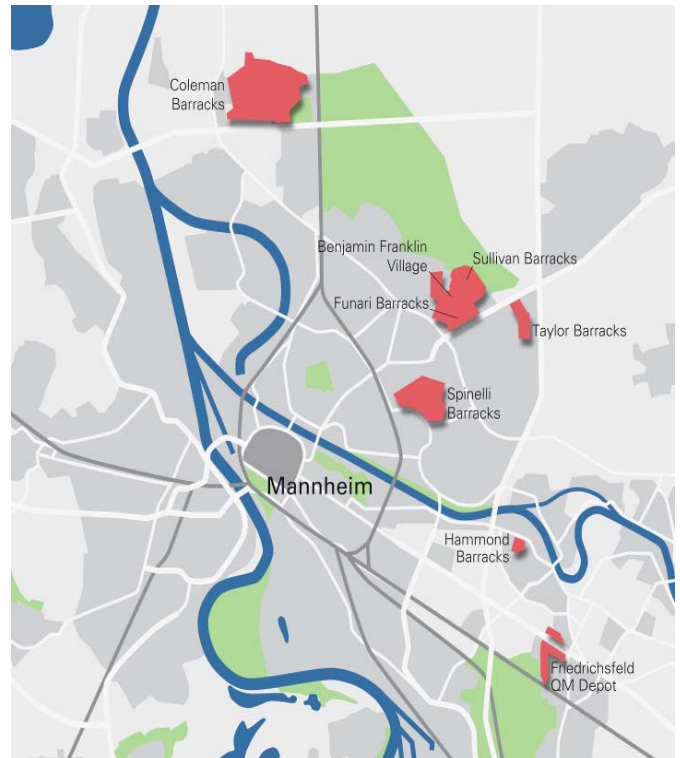 Coleman
Barracks
Benjamin Franklin
Village
Sullivan Barracks
Funari Barracks
Taylor Barracks
Spinelli
Barracks
Mannheim
Hammond
Barracks
Friedrichsfeld
QM Depot